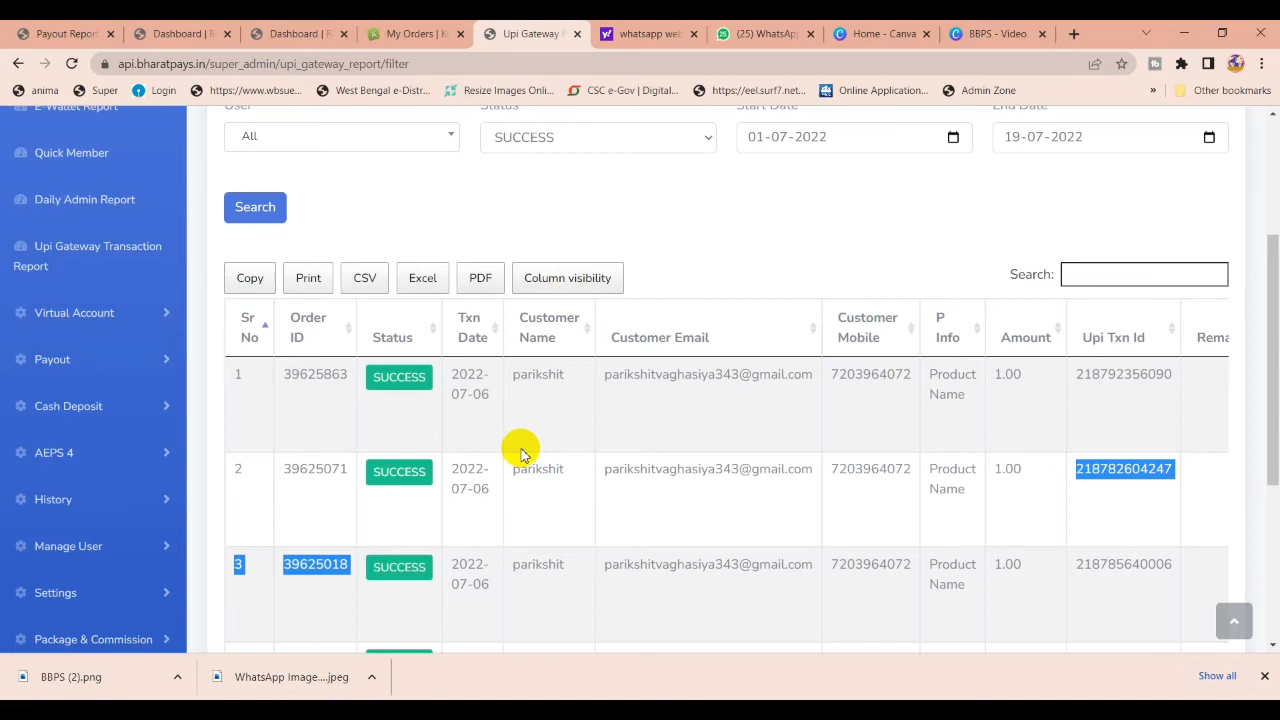 Payout Repor
Dashboard | R
Dashboard | R
My Orders | K
Upi Gateway R
whatsapp web
(25) WhatsAp
Home - Canva
BBPS - Video
api.bharatpays.in/super_admin/upi_gateway_report/filter
anima
Super
Login
https://www.wbsue...
West Bengal e-Distr...
Resize Images Onli...
CSC e-Gov | Digital...
https://eel.surf7.net...
Online Application...
Admin Zone
Other bookmarks
E-Wallet Report
Quick Member
Daily Admin Report
Upi Gateway Transaction
Report
Virtual Account
Payout
Cash Deposit
AEPS 4
History
Manage User
Settings
Package & Commission
User
Status
Start Date
End Date
All
SUCCESS
01-07-2022
19-07-2022
Search
Copy
Print
CSV
Excel
PDF
Column visibility
Search:
Sr No
Order ID
Status
Txn Date
Customer Name
Customer Email
Customer Mobile
P Info
Amount
Upi Txn Id
Rema
1
39625863
SUCCESS
2022-
07-06
parikshit
parikshitvaghasiya343@gmail.com
7203964072
Product
Name
1.00
218792356090
2
39625071
SUCCESS
2022-
07-06
parikshit
parikshitvaghasiya343@gmail.com
7203964072
Product
Name
1.00
218782604247
3
39625018
SUCCESS
2022-
07-06
parikshit
parikshitvaghasiya343@gmail.com
7203964072
Product
Name
1.00
218785640006
BBPS (2).png
WhatsApp Image....jpeg
Show all